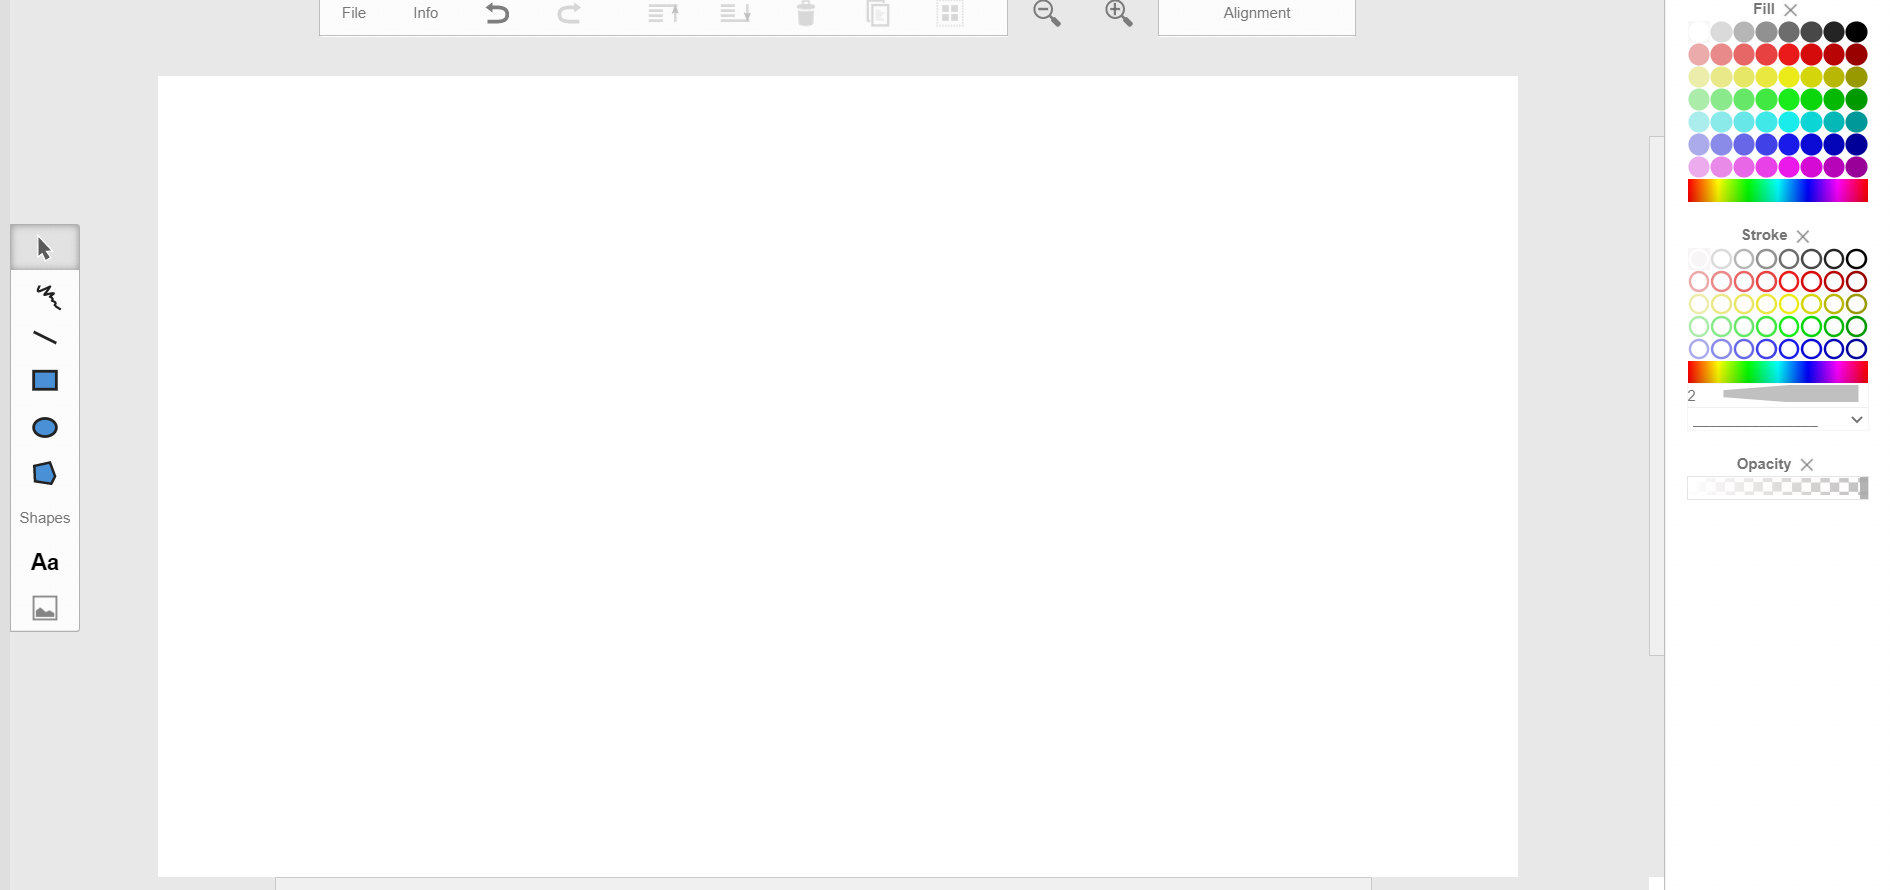 File Info Alignment
Fill
Stroke
2
Opacity
Shapes
Aa